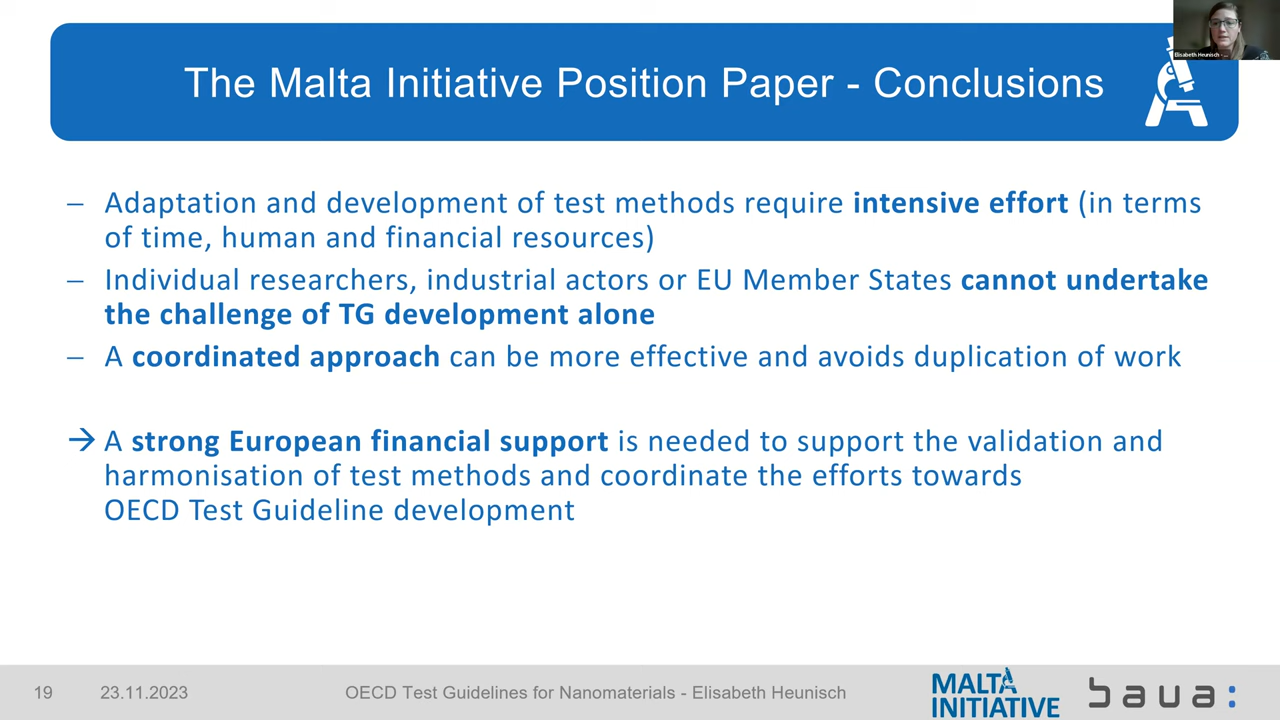 Elisabeth Heunisch - ...
The Malta Initiative Position Paper - Conclusions
– Adaptation and development of test methods require intensive effort (in terms
of time, human and financial resources)
– Individual researchers, industrial actors or EU Member States cannot undertake
the challenge of TG development alone
– A coordinated approach can be more effective and avoids duplication of work
→ A strong European financial support is needed to support the validation and
harmonisation of test methods and coordinate the efforts towards
OECD Test Guideline development
19 23.11.2023 OECD Test Guidelines for Nanomaterials - Elisabeth Heunisch
MALTA
INITIATIVE
baua: